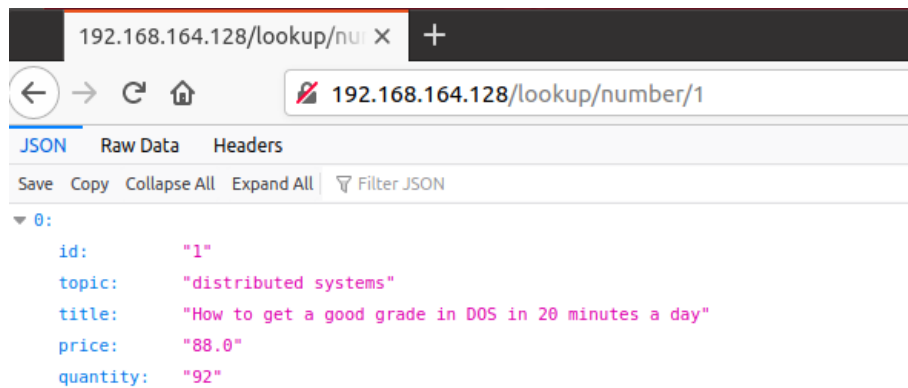 192.168.164.128/lookup/nu
192.168.164.128/lookup/number/1
JSON Raw Data Headers
Save Copy Collapse All Expand All Filter JSON
0:
id: "1"
topic: "distributed systems"
title: "How to get a good grade in DOS in 20 minutes a day"
price: "88.0"
quantity: "92"